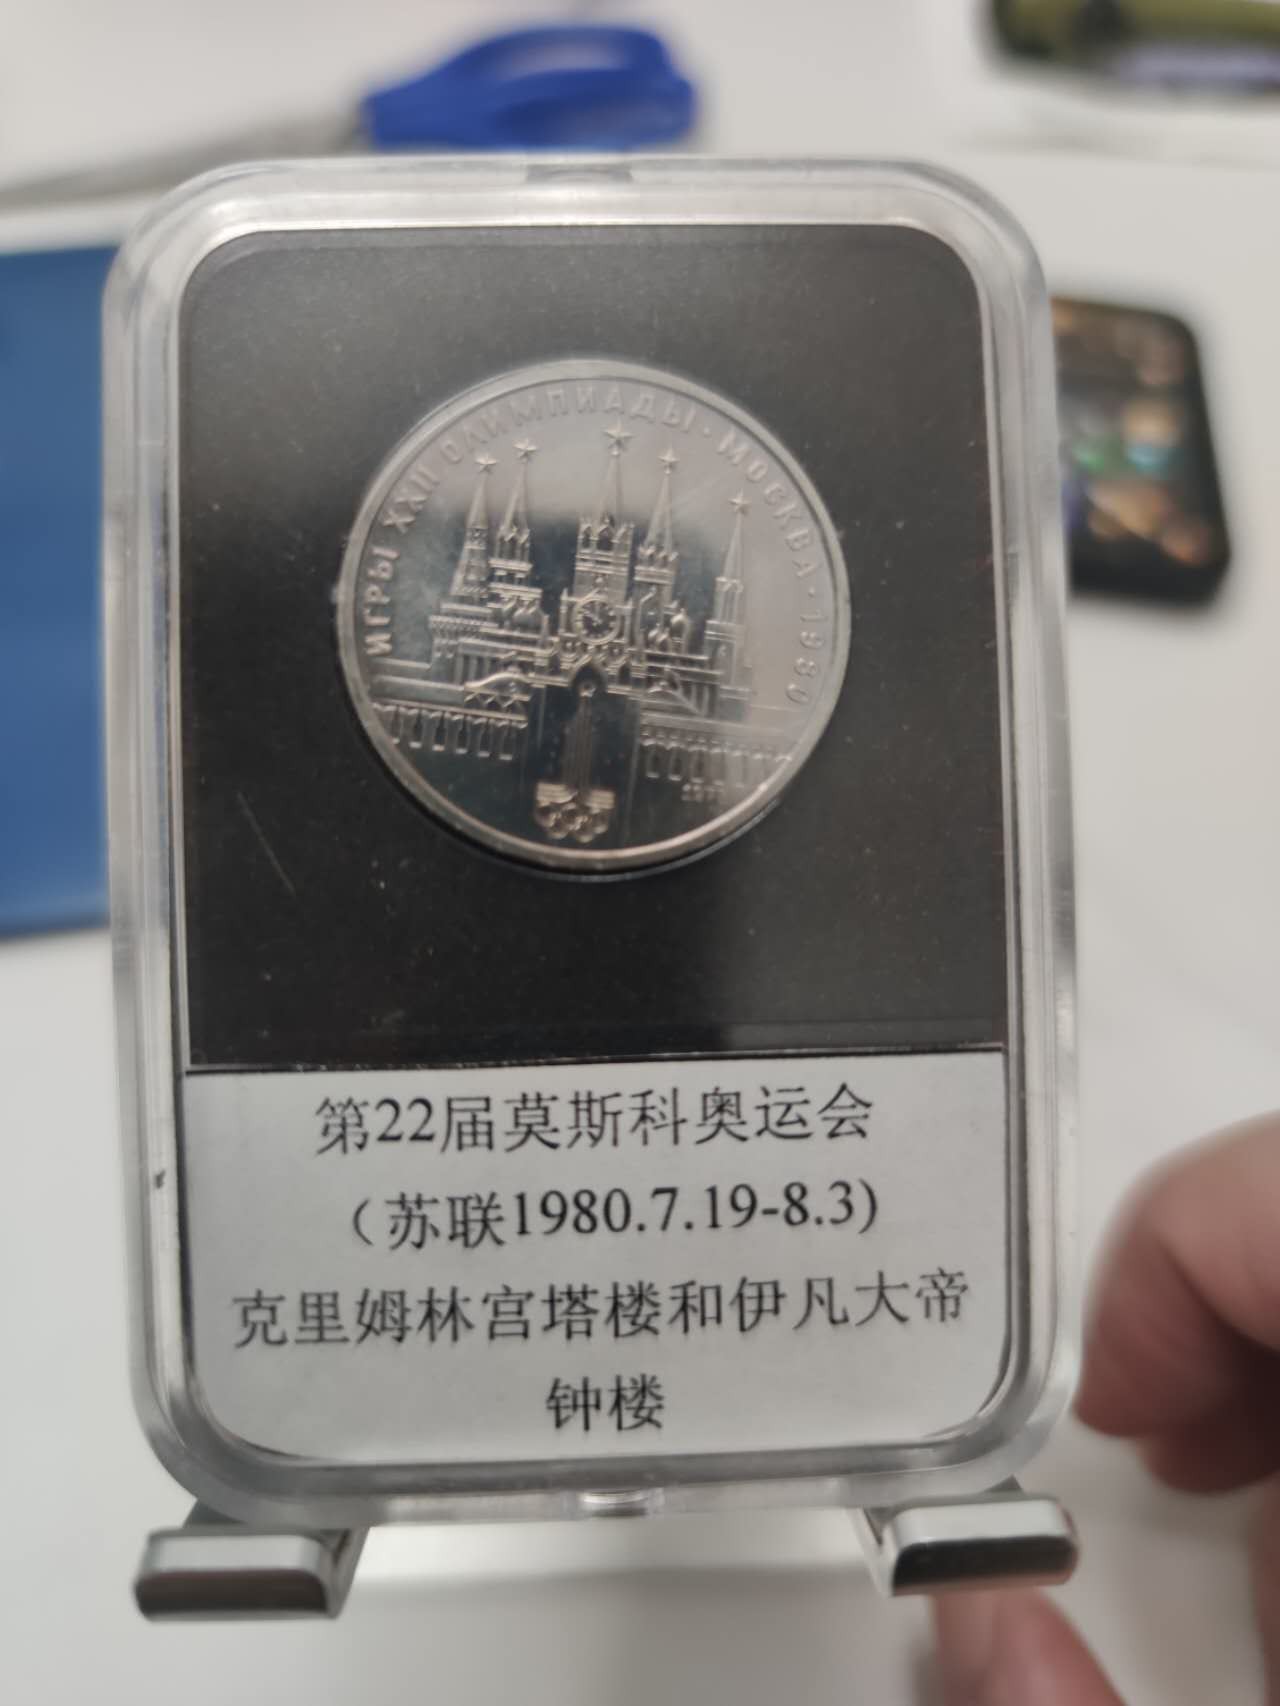 ИГРЫ XXII ОЛИМПИАДЫ · МОСКВА · 1980
第22届莫斯科奥运会
（苏联1980.7.19-8.3)
克里姆林宫塔楼和伊凡大帝
钟楼